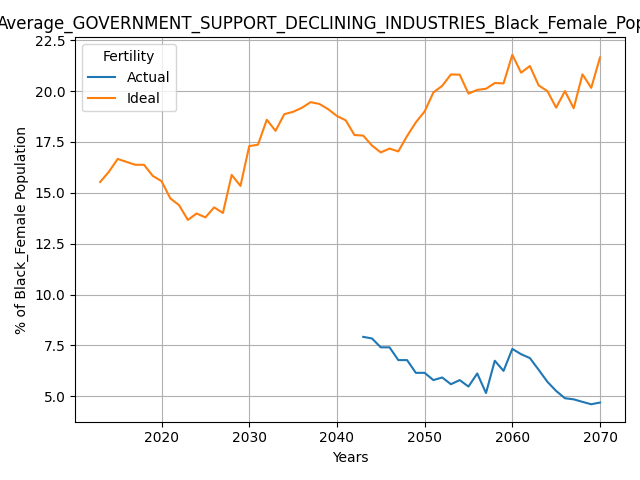 Average_GOVERNMENT_SUPPORT_DECLINING_INDUSTRIES_Black_Female_Pop
22.5
20.0
17.5
15.0
12.5
10.0
7.5
5.0
% of Black_Female Population
Fertility
Actual
Ideal
2020 2030 2040 2050 2060 2070
Years